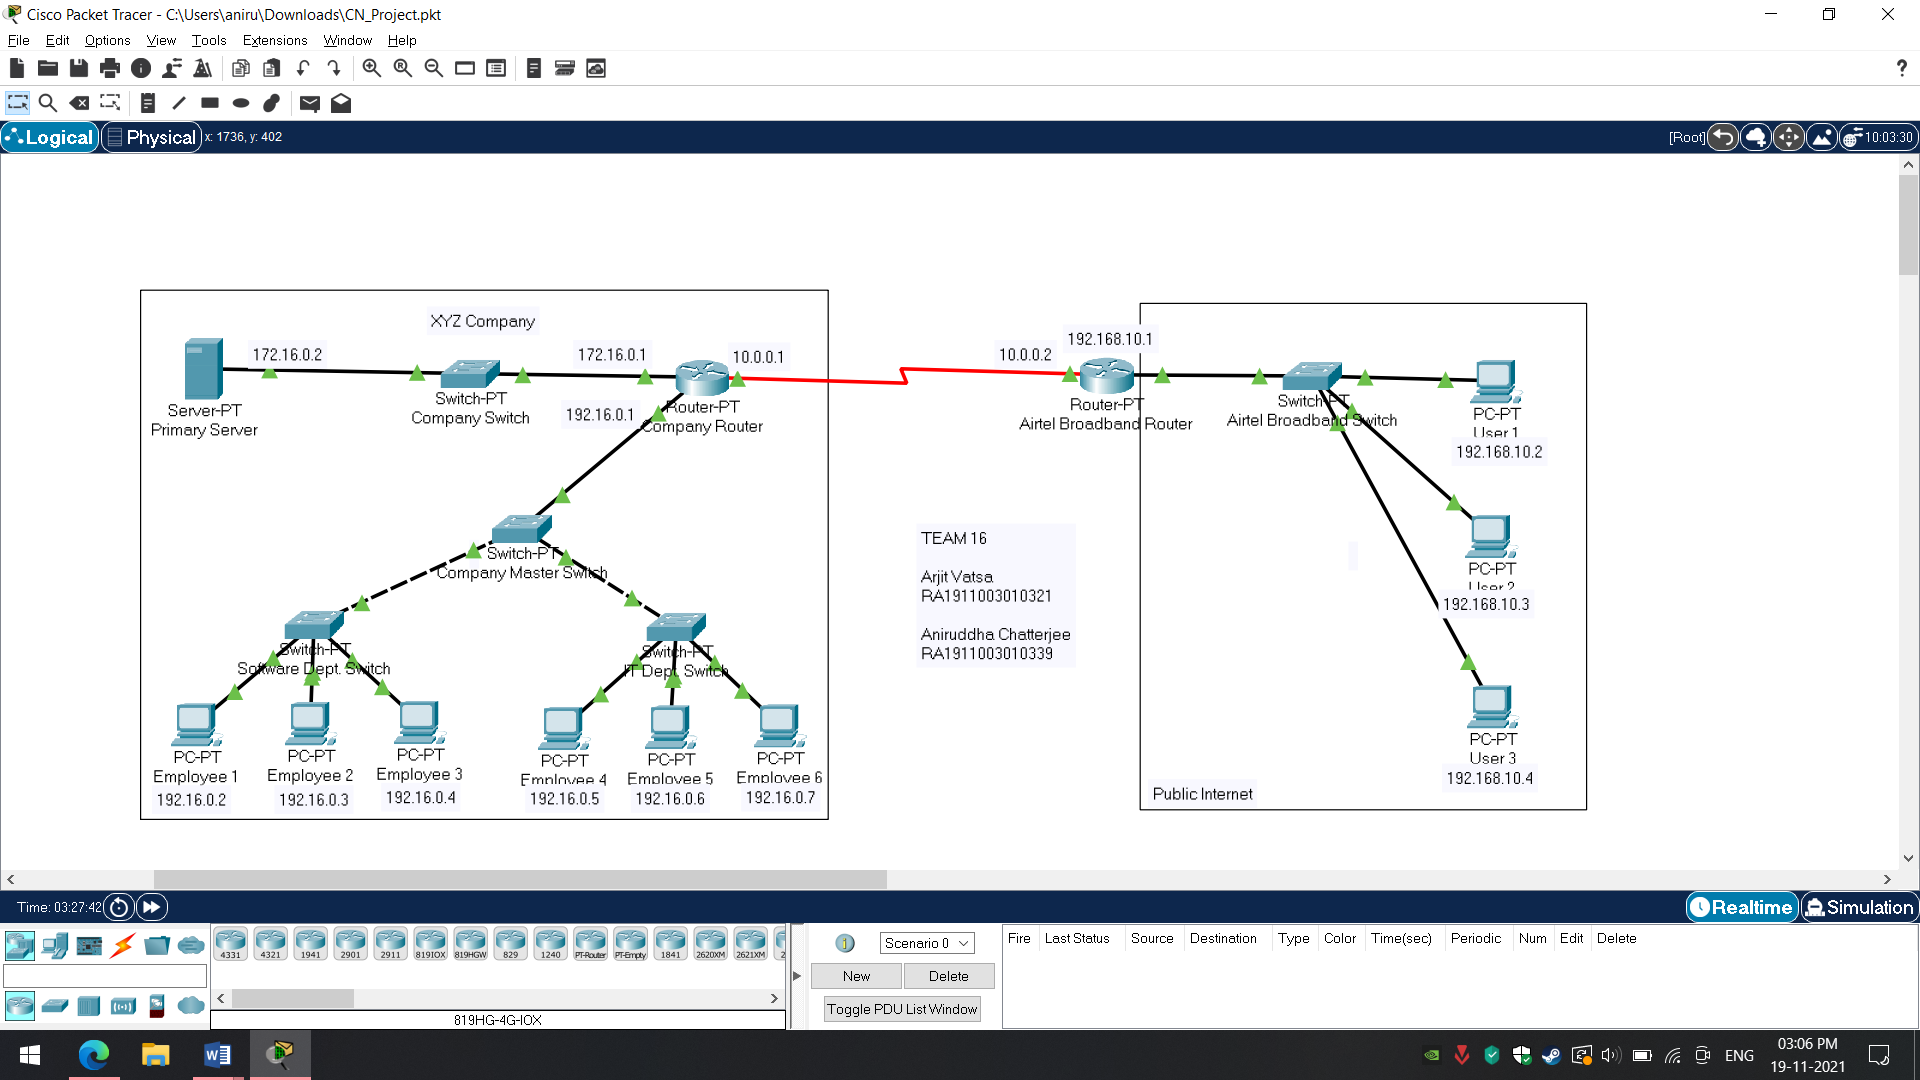 Cisco Packet Tracer - C:\Users\aniru\Downloads\CN_Project.pkt
File Edit Options View Tools Extensions Window Help
?
Logical Physical x: 1736, y: 402 [Root] 10:03:30
XYZ Company
172.16.0.2 172.16.0.1 10.0.0.1
Server-PT
Primary Server
Switch-PT
Company Switch
192.16.0.1
Router-PT
Company Router
Switch-PT
Company Master Switch
Switch-PT
Software Dept. Switch
Switch-PT
IT Dept. Switch
PC-PT
Employee 1
192.16.0.2
PC-PT
Employee 2
192.16.0.3
PC-PT
Employee 3
192.16.0.4
PC-PT
Employee 4
192.16.0.5
PC-PT
Employee 5
192.16.0.6
PC-PT
Employee 6
192.16.0.7
TEAM 16
Arjit Vatsa
RA1911003010321
Aniruddha Chatterjee
RA1911003010339
10.0.0.2
192.168.10.1
Router-PT
Airtel Broadband Router
Switch-PT
Airtel Broadband Switch
PC-PT
User 1
192.168.10.2
PC-PT
User 2
192.168.10.3
PC-PT
User 3
192.168.10.4
Public Internet
Time: 03:27:42 Realtime Simulation
4331 4321 1941 2901 2911 819IOX 819HGW 829 1240 PT-Router PT-Empty 1841 2620XM 2621XM 2
819HG-4G-IOX
1 Scenario 0
New Delete
Toggle PDU List Window
Fire Last Status Source Destination Type Color Time(sec) Periodic Num Edit Delete
ENG
03:06 PM
19-11-2021